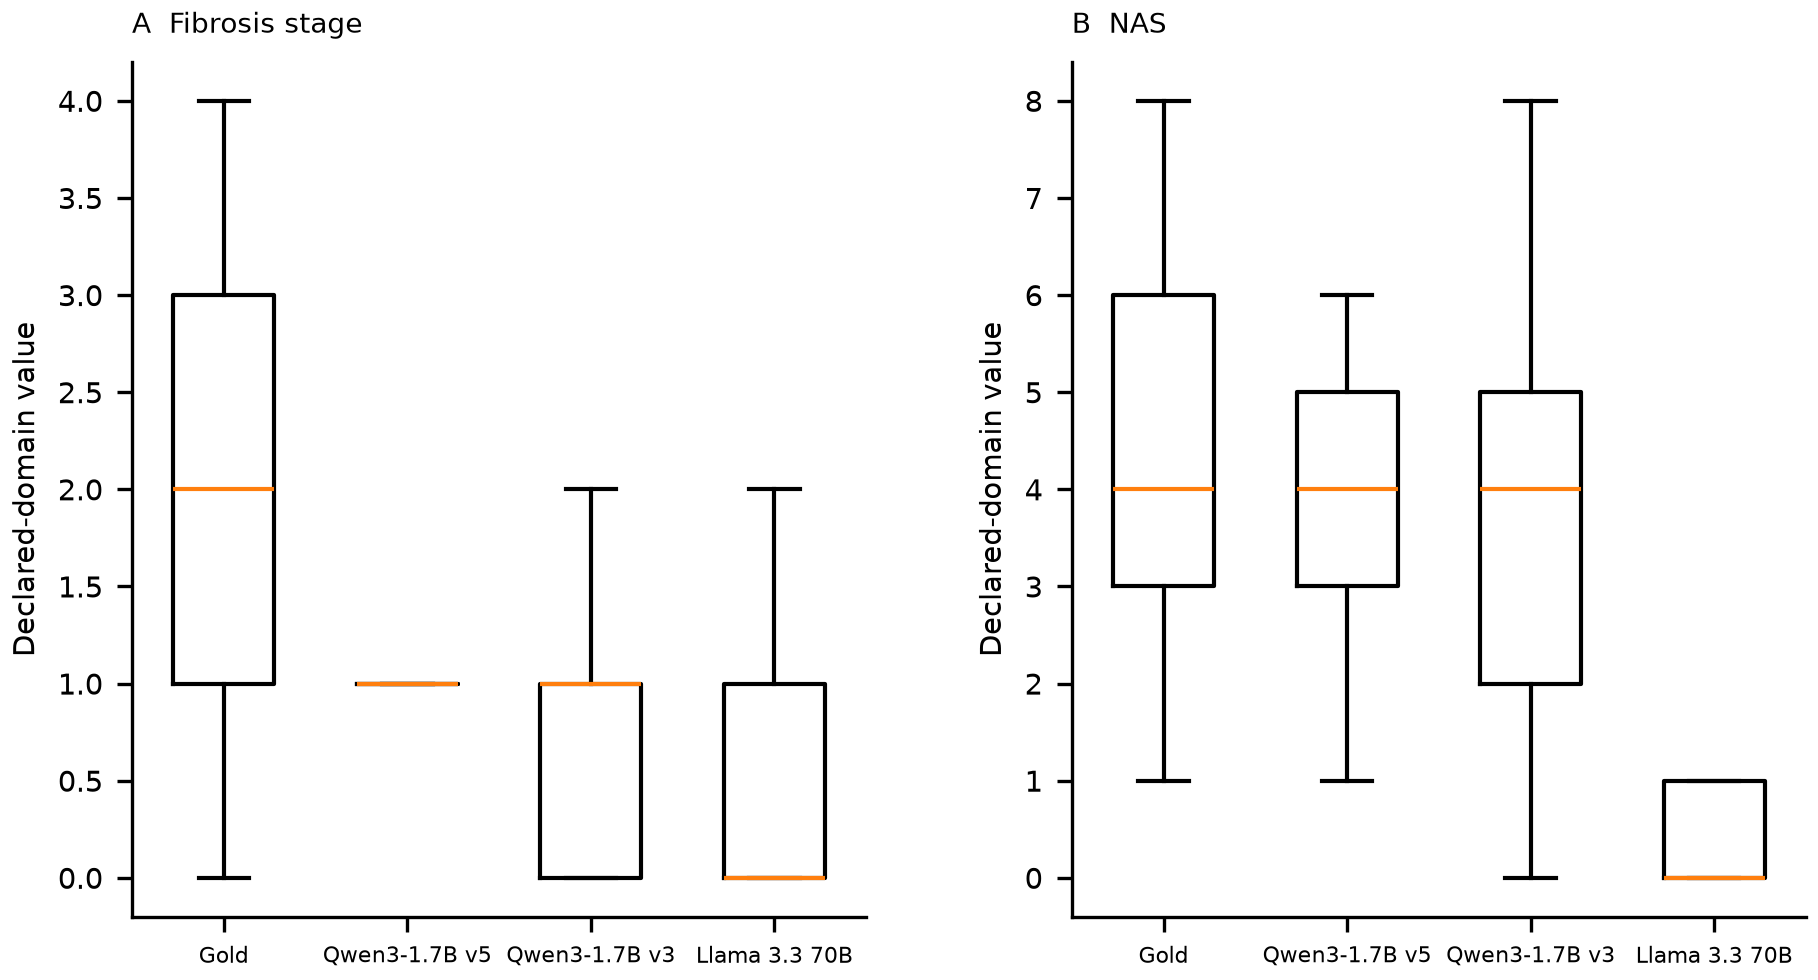 A Fibrosis stage
Declared-domain value
4.0
3.5
3.0
2.5
2.0
1.5
1.0
0.5
0.0
Gold
Qwen3-1.7B v5
Qwen3-1.7B v3
Llama 3.3 70B
B NAS
Declared-domain value
8
7
6
5
4
3
2
1
0
Gold
Qwen3-1.7B v5
Qwen3-1.7B v3
Llama 3.3 70B